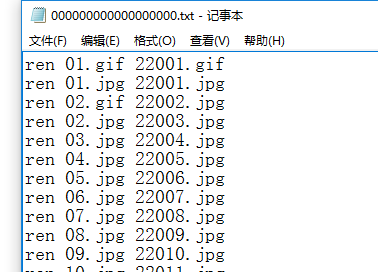 000000000000000000.txt - 记事本
文件(F) 编辑(E) 格式(O) 查看(V) 帮助(H)
ren 01.gif 22001.gif
ren 01.jpg 22001.jpg
ren 02.gif 22002.jpg
ren 02.jpg 22003.jpg
ren 03.jpg 22004.jpg
ren 04.jpg 22005.jpg
ren 05.jpg 22006.jpg
ren 06.jpg 22007.jpg
ren 07.jpg 22008.jpg
ren 08.jpg 22009.jpg
ren 09.jpg 22010.jpg
ren 10.jpg 22011.jpg